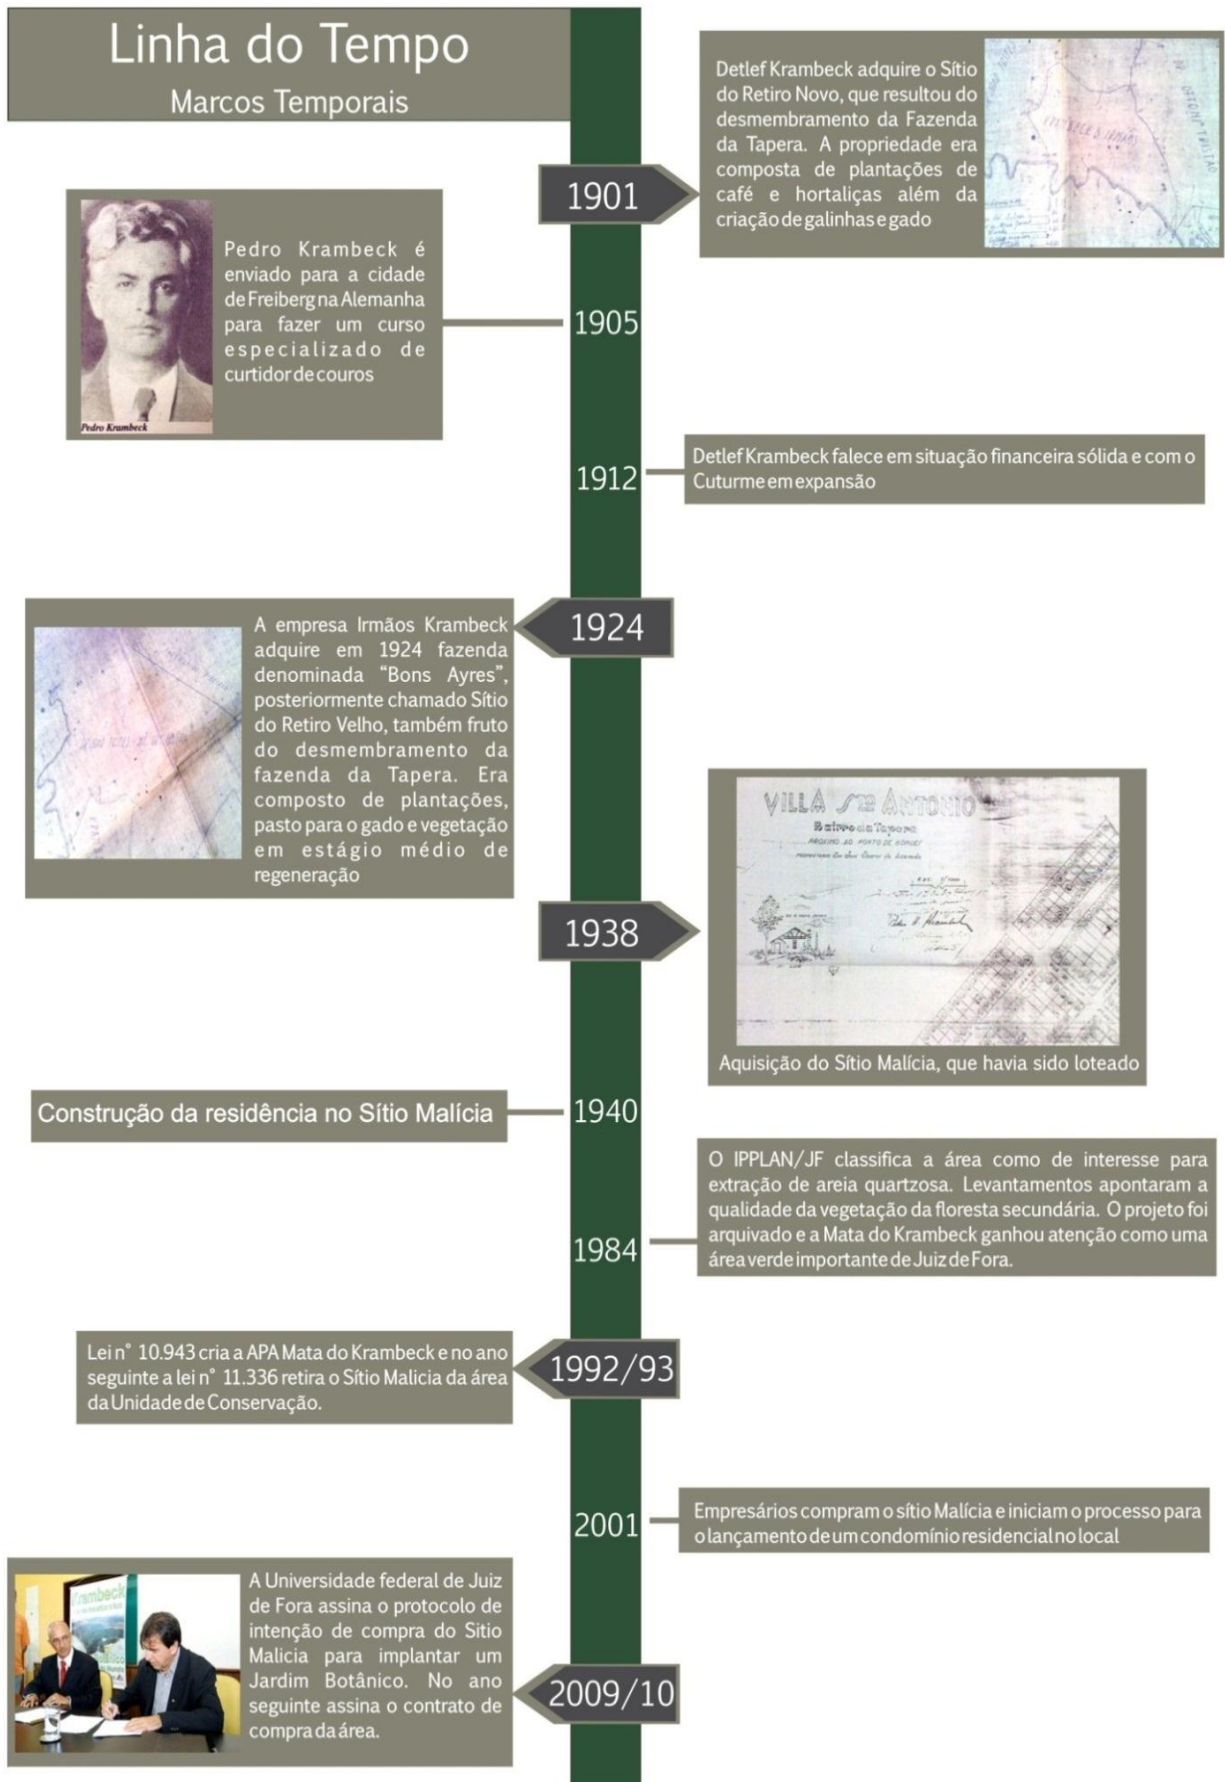 Linha do Tempo
Marcos Temporais
1901
Detlef Krambeck adquire o Sítio
do Retiro Novo, que resultou do
desmembramento da Fazenda
da Tapera. A propriedade era
composta de plantações de
café e hortaliças além da
criação de galinhas e gado
Pedro Krambeck é
enviado para a cidade
de Freiberg na Alemanha
para fazer um curso
especializado de
curtidor de couros
Pedro Krambeck
1905
1912
Detlef Krambeck falece em situação financeira sólida e com o
Cuturme em expansão
1924
A empresa Irmãos Krambeck
adquire em 1924 fazenda
denominada “Bons Ayres”,
posteriormente chamado Sítio
do Retiro Velho, também fruto
do desmembramento da
fazenda da Tapera. Era
composto de plantações,
pasto para o gado e vegetação
em estágio médio de
regeneração
1938
VILLA Sto ANTONIO
Bairro da Tapera
Aquisição do Sítio Malícia, que havia sido loteado
Construção da residência no Sítio Malícia
1940
1984
O IPPLAN/JF classifica a área como de interesse para
extração de areia quartzosa. Levantamentos apontaram a
qualidade da vegetação da floresta secundária. O projeto foi
arquivado e a Mata do Krambeck ganhou atenção como uma
área verde importante de Juiz de Fora.
Lei n° 10.943 cria a APA Mata do Krambeck e no ano
seguinte a lei n° 11.336 retira o Sítio Malicia da área
da Unidade de Conservação.
1992/93
2001
Empresários compram o sítio Malícia e iniciam o processo para
o lançamento de um condomínio residencial no local
Krambeck
A Universidade federal de Juiz
de Fora assina o protocolo de
intenção de compra do Sitio
Malicia para implantar um
Jardim Botânico. No ano
seguinte assina o contrato de
compra da área.
2009/10